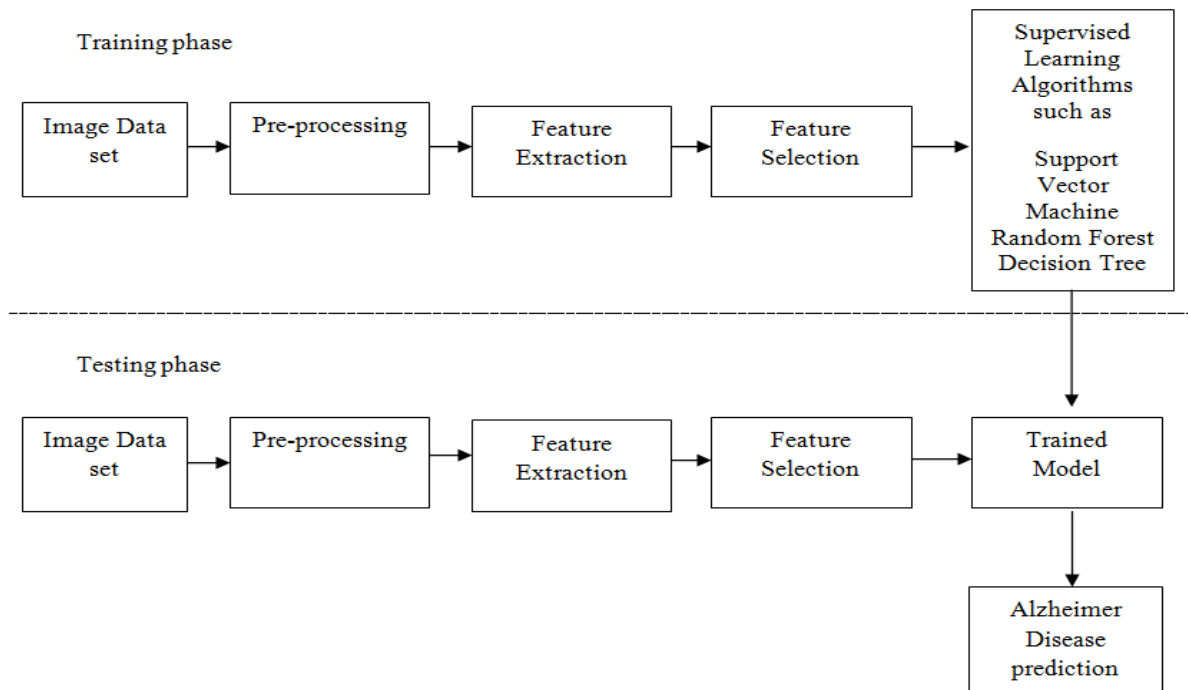 Training phase
Image Data
set
Pre-processing
Feature
Extraction
Feature
Selection
Supervised
Learning
Algorithms
such as
Support
Vector
Machine
Random Forest
Decision Tree
Testing phase
Image Data
set
Pre-processing
Feature
Extraction
Feature
Selection
Trained
Model
Alzheimer
Disease
prediction